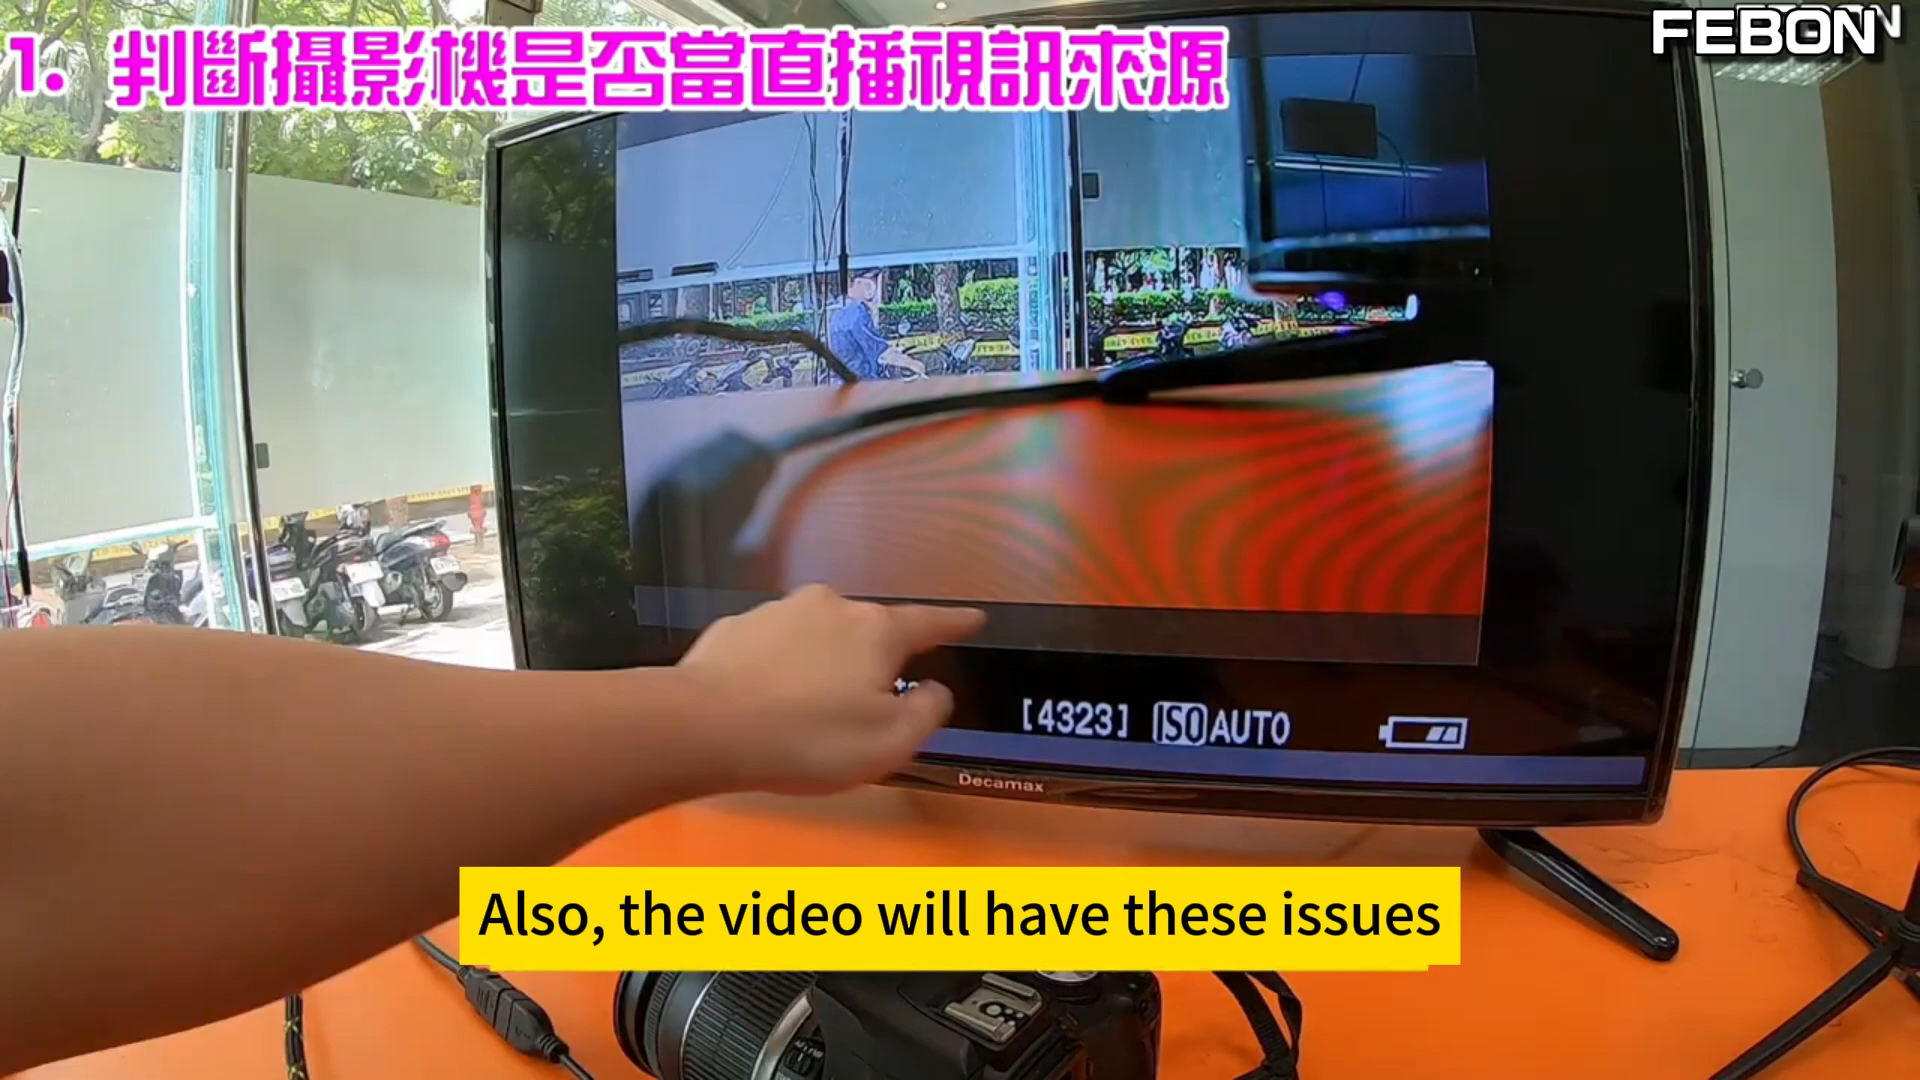 1. 判斷攝影機是否當直播視訊來源
FEBON
[4323] ISO AUTO
Decamax
Also, the video will have these issues